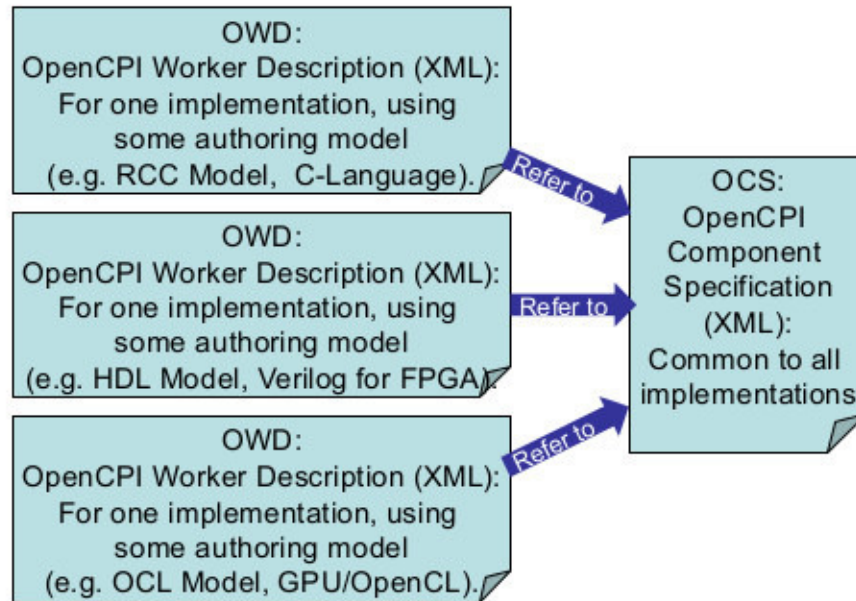 OWD:
OpenCPI Worker Description (XML):
For one implementation, using
some authoring model
(e.g. RCC Model, C-Language).
Refer to
OWD:
OpenCPI Worker Description (XML):
For one implementation, using
some authoring model
(e.g. HDL Model, Verilog for FPGA).
Refer to
OWD:
OpenCPI Worker Description (XML):
For one implementation, using
some authoring model
(e.g. OCL Model, GPU/OpenCL).
Refer to
OCS:
OpenCPI
Component
Specification
(XML):
Common to all
implementations